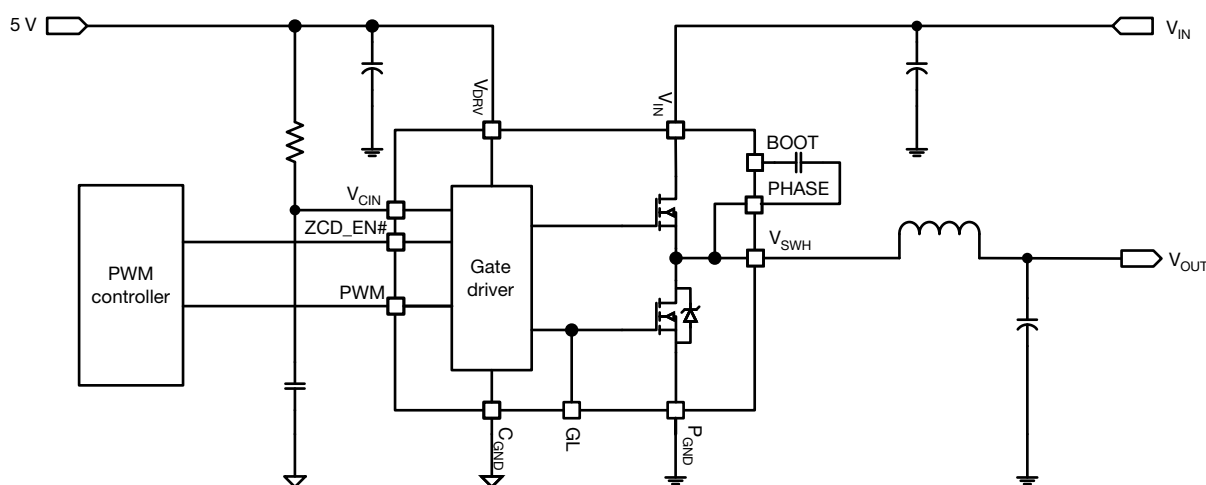 5 V
V_IN
V_DRV
V_IN
BOOT
PHASE
V_CIN
ZCD_EN#
V_SWH
PWM controller
Gate driver
V_OUT
PWM
C_GND
GL
P_GND